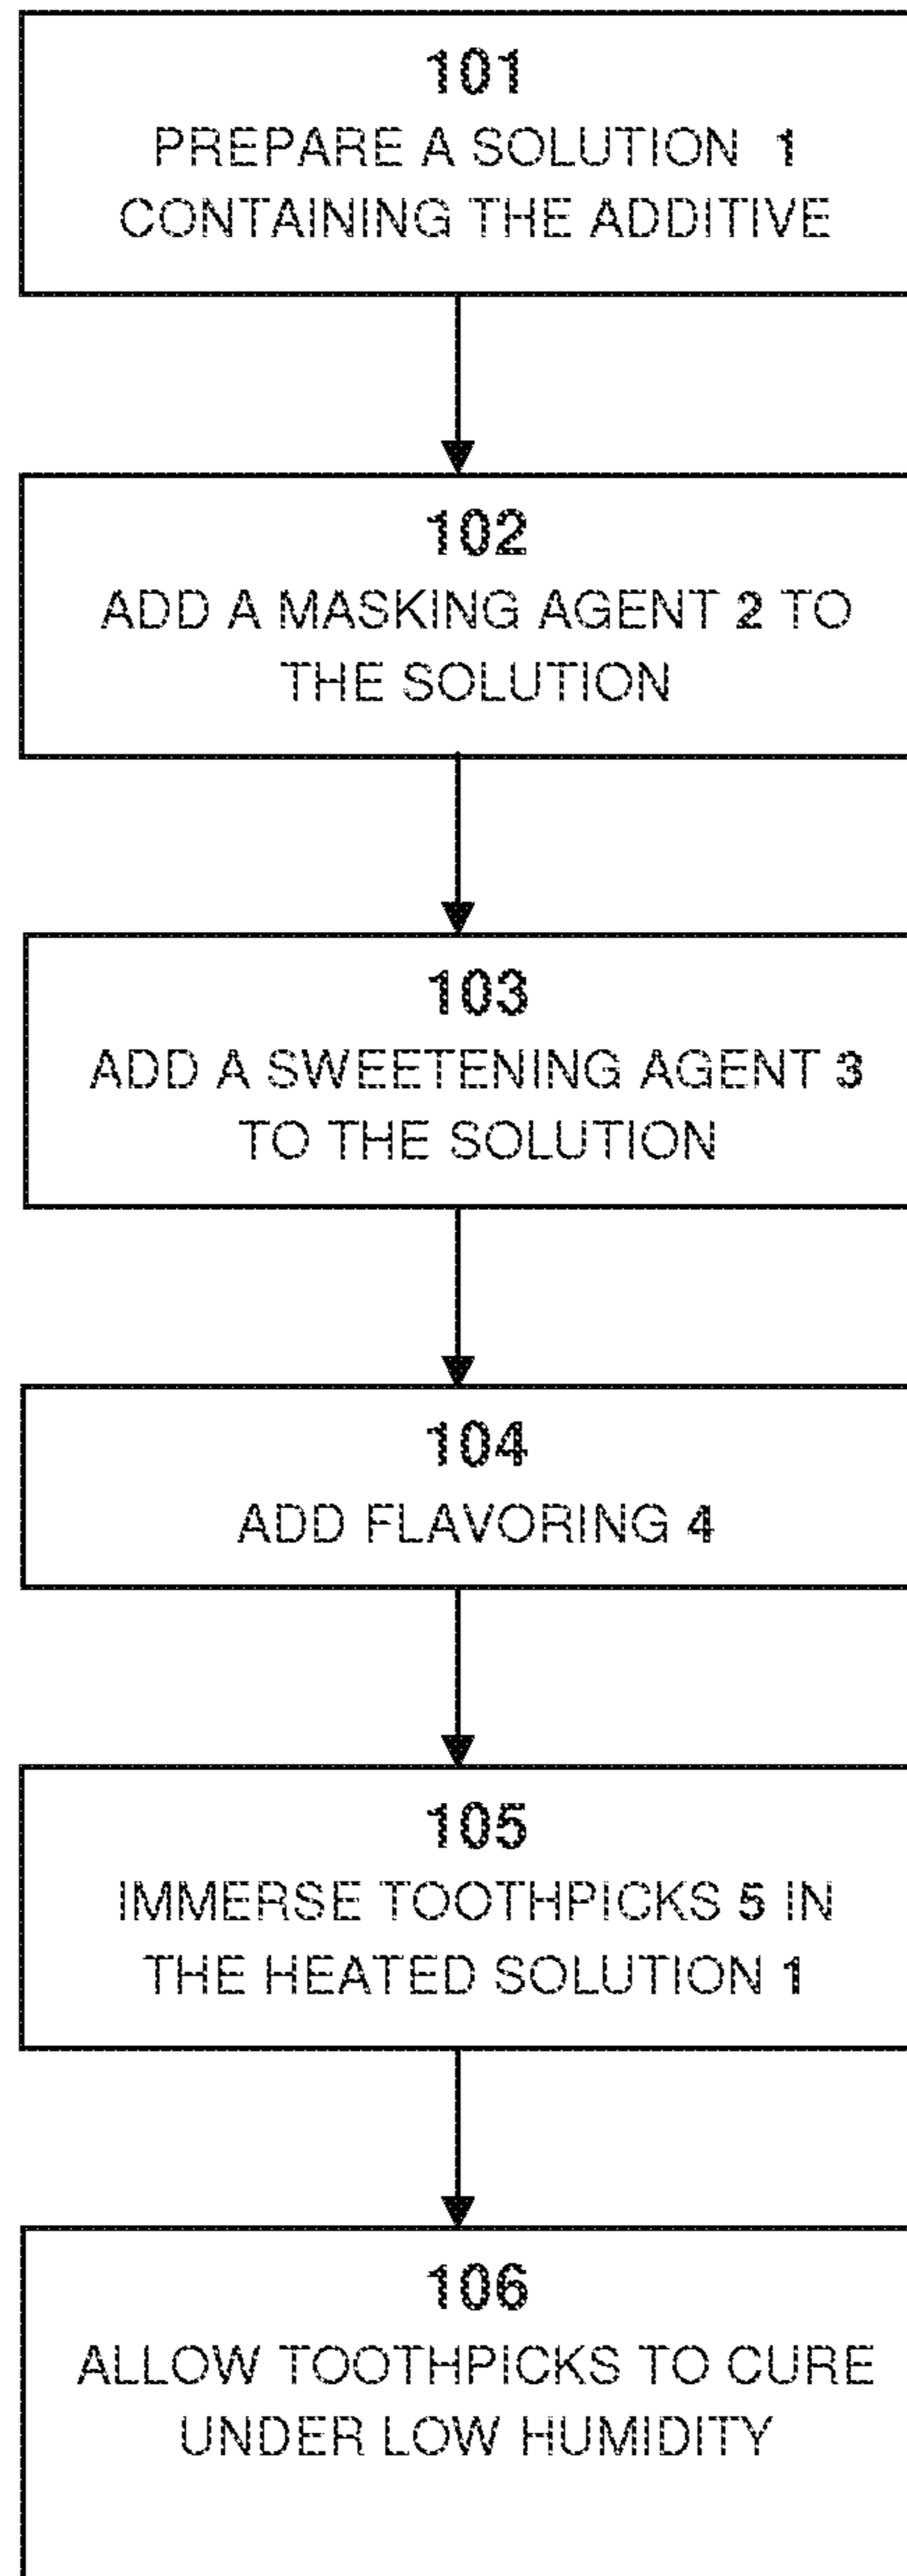 101
PREPARE A SOLUTION 1
CONTAINING THE ADDITIVE
102
ADD A MASKING AGENT 2 TO
THE SOLUTION
103
ADD A SWEETENING AGENT 3
TO THE SOLUTION
104
ADD FLAVORING 4
105
IMMERSE TOOTHPICKS 5 IN
THE HEATED SOLUTION 1
106
ALLOW TOOTHPICKS TO CURE
UNDER LOW HUMIDITY